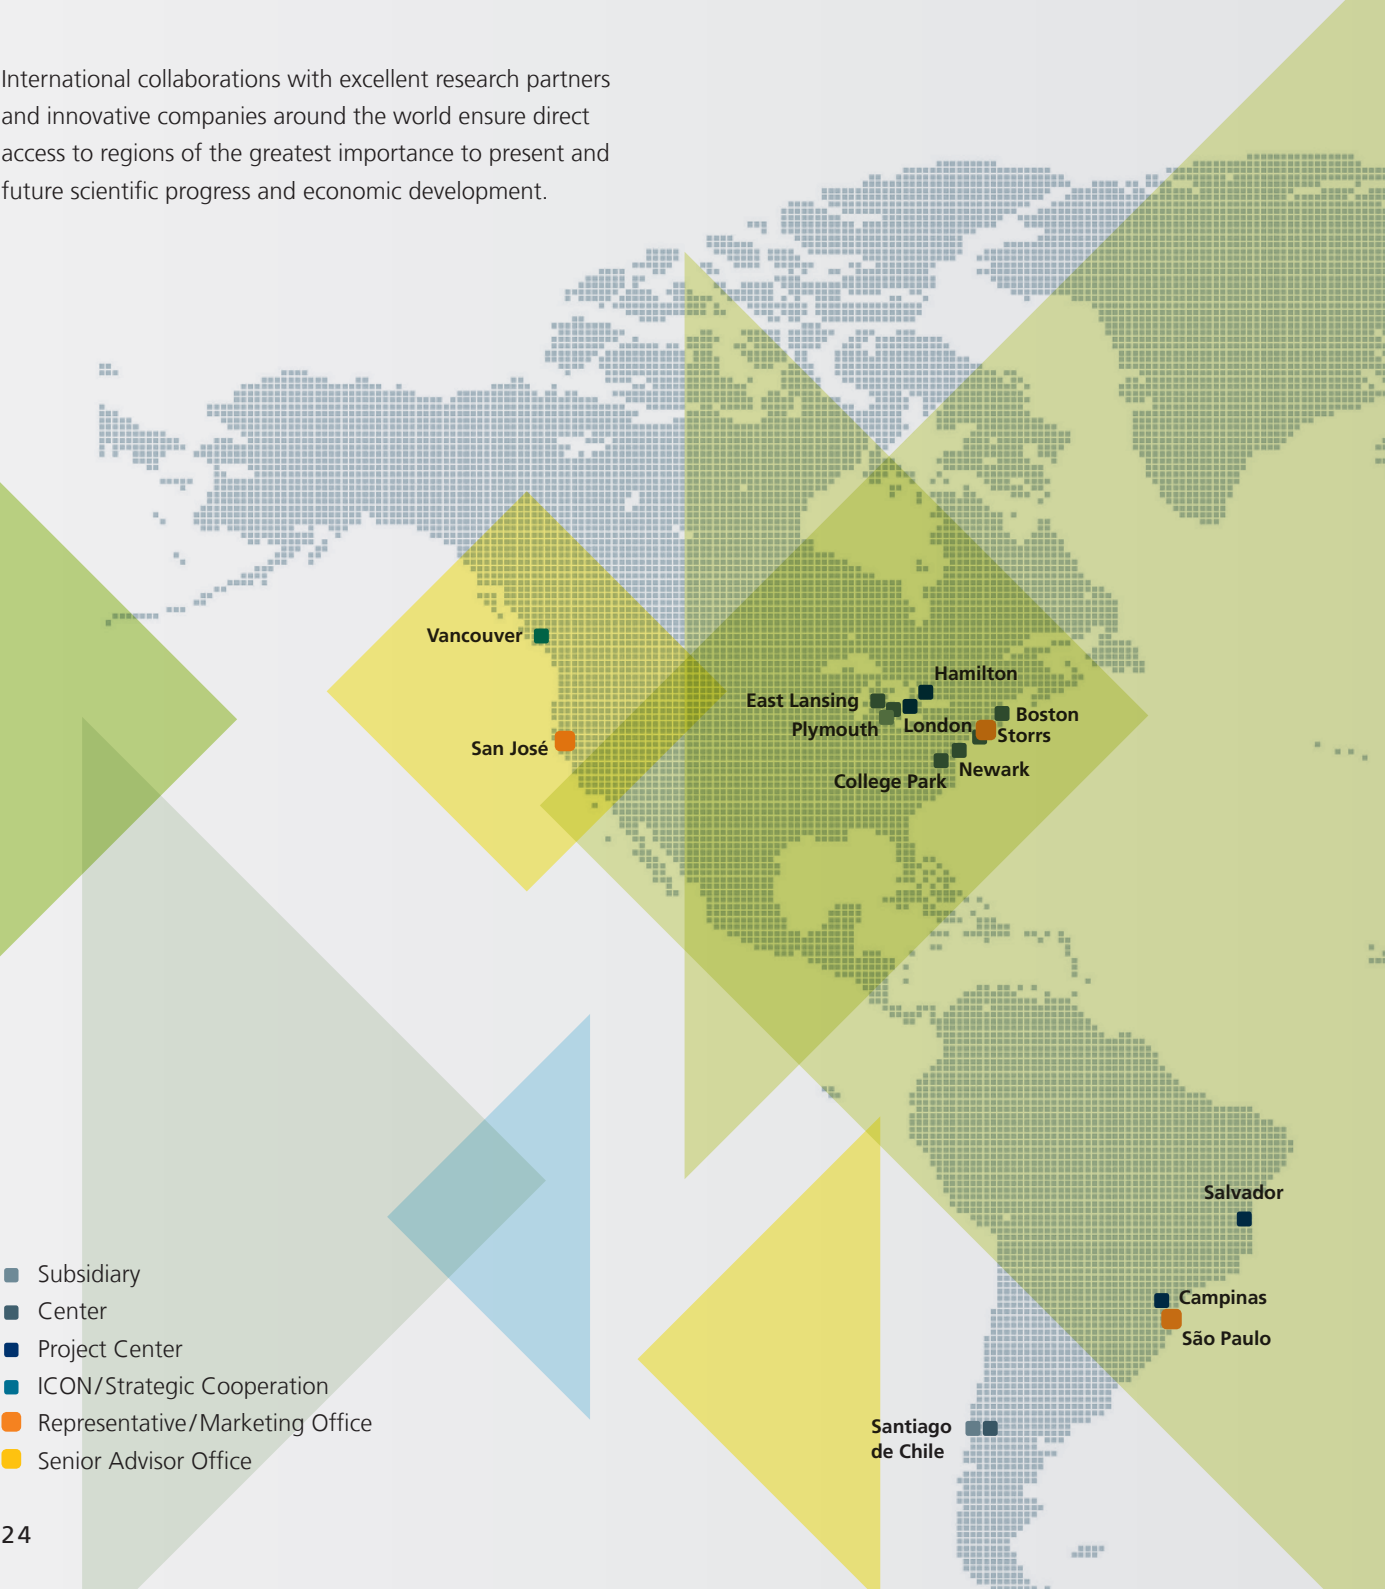 International collaborations with excellent research partners
and innovative companies around the world ensure direct
access to regions of the greatest importance to present and
future scientific progress and economic development.
Vancouver
San José
Hamilton
East Lansing
Plymouth
London
Boston
Storrs
Newark
College Park
Salvador
Campinas
São Paulo
Santiago
de Chile
Subsidiary
Center
Project Center
ICON/Strategic Cooperation
Representative/Marketing Office
Senior Advisor Office
24